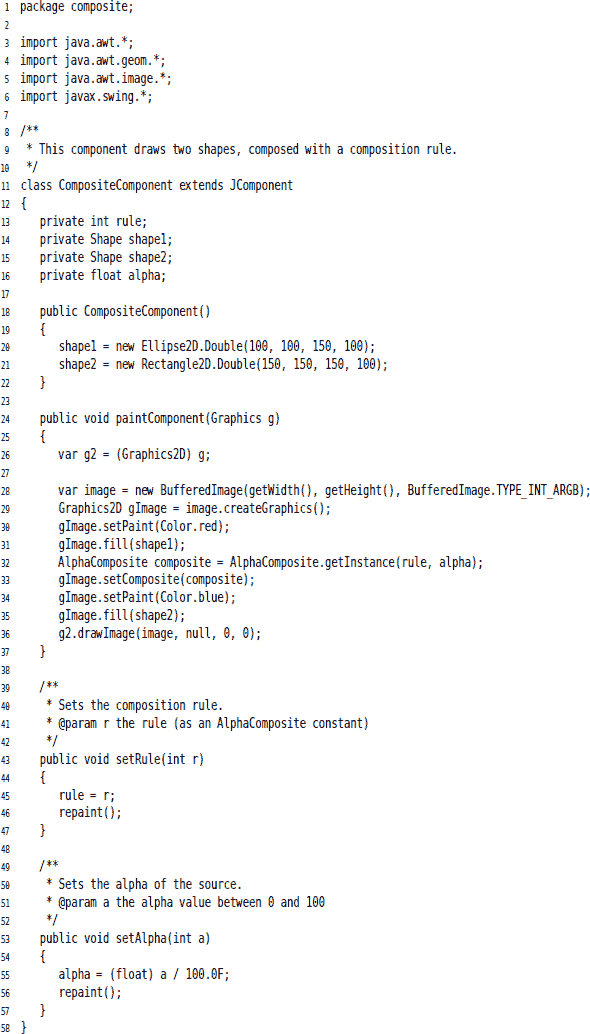 1 package composite;
2
3 import java.awt.*;
4 import java.awt.geom.*;
5 import java.awt.image.*;
6 import javax.swing.*;
7
8 /**
9  * This component draws two shapes, composed with a composition rule.
10  */
11 class CompositeComponent extends JComponent
12 {
13    private int rule;
14    private Shape shape1;
15    private Shape shape2;
16    private float alpha;
17
18    public CompositeComponent()
19    {
20       shape1 = new Ellipse2D.Double(100, 100, 150, 100);
21       shape2 = new Rectangle2D.Double(150, 150, 150, 100);
22    }
23
24    public void paintComponent(Graphics g)
25    {
26       var g2 = (Graphics2D) g;
27
28       var image = new BufferedImage(getWidth(), getHeight(), BufferedImage.TYPE_INT_ARGB);
29       Graphics2D gImage = image.createGraphics();
30       gImage.setPaint(Color.red);
31       gImage.fill(shape1);
32       AlphaComposite composite = AlphaComposite.getInstance(rule, alpha);
33       gImage.setComposite(composite);
34       gImage.setPaint(Color.blue);
35       gImage.fill(shape2);
36       g2.drawImage(image, null, 0, 0);
37    }
38
39    /**
40     * Sets the composition rule.
41     * @param r the rule (as an AlphaComposite constant)
42     */
43    public void setRule(int r)
44    {
45       rule = r;
46       repaint();
47    }
48
49    /**
50     * Sets the alpha of the source.
51     * @param a the alpha value between 0 and 100
52     */
53    public void setAlpha(int a)
54    {
55       alpha = (float) a / 100.0F;
56       repaint();
57    }
58 }